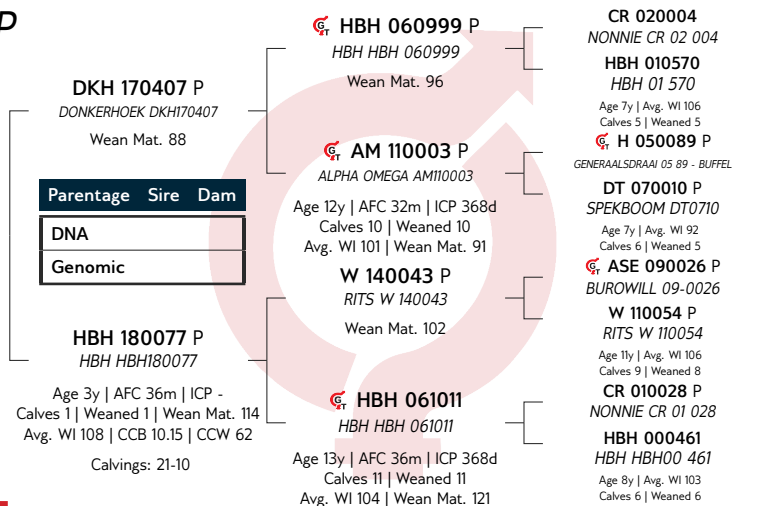 D
DKH 170407 P
DONKERHOEK DKH170407
Wean Mat. 88
Parentage Sire Dam
DNA
Genomic
HBH 180077 P
HBH HBH180077
Age 3y | AFC 36m | ICP -
Calves 1 | Weaned 1 | Wean Mat. 114
Avg. WI 108 | CCB 10.15 | CCW 62
Calvings: 21-10
GT HBH 060999 P
HBH HBH 060999
Wean Mat. 96
GT AM 110003 P
ALPHA OMEGA AM110003
Age 12y | AFC 32m | ICP 368d
Calves 10 | Weaned 10
Avg. WI 101 | Wean Mat. 91
W 140043 P
RITS W 140043
Wean Mat. 102
GT HBH 061011
HBH HBH 061011
Age 13y | AFC 36m | ICP 368d
Calves 11 | Weaned 11
Avg. WI 104 | Wean Mat. 121
CR 020004
NONNIE CR 02 004
HBH 010570
HBH 01 570
Age 7y | Avg. WI 106
Calves 5 | Weaned 5
GT H 050089 P
GENERAALSDRAAI 05 89 - BUFFEL
DT 070010 P
SPEKBOOM DT0710
Age 7y | Avg. WI 92
Calves 6 | Weaned 5
GT ASE 090026 P
BUROWILL 09-0026
W 110054 P
RITS W 110054
Age 11y | Avg. WI 106
Calves 9 | Weaned 8
CR 010028 P
NONNIE CR 01 028
HBH 000461
HBH HBH00 461
Age 8y | Avg. WI 103
Calves 6 | Weaned 6